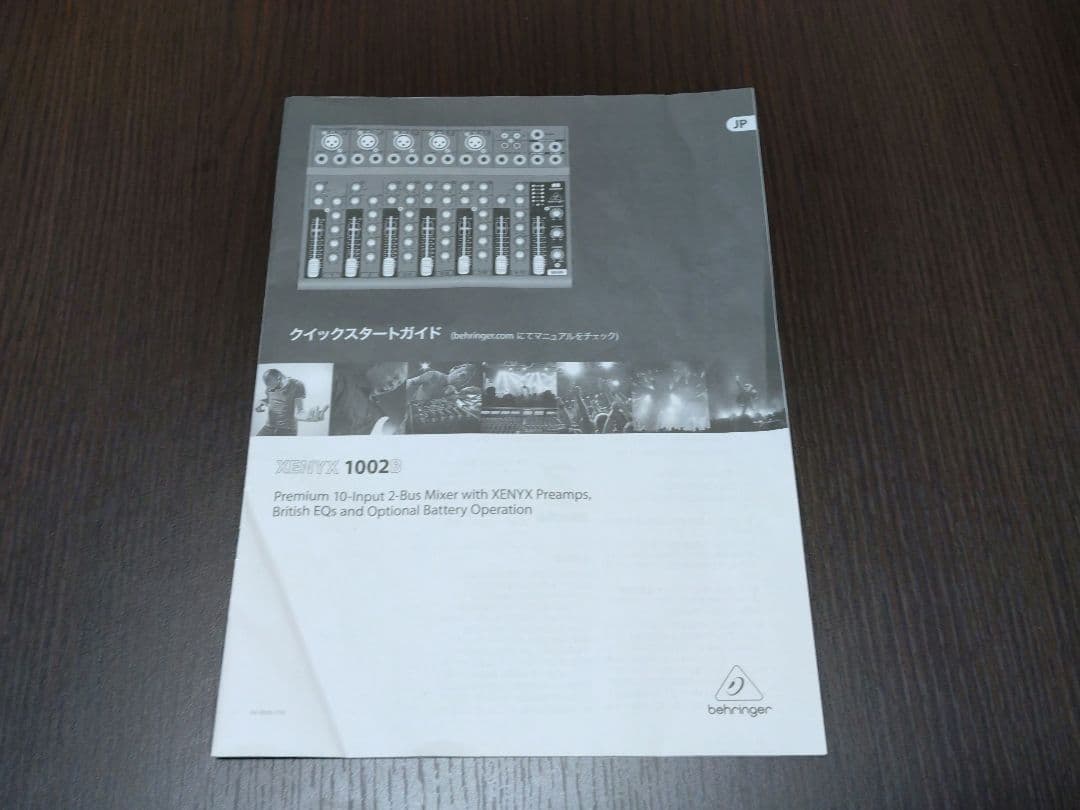 JP
クイックスタートガイド (behringer.com にてマニュアルをチェック)
XENYX 1002B
Premium 10-Input 2-Bus Mixer with XENYX Preamps,
British EQs and Optional Battery Operation
behringer